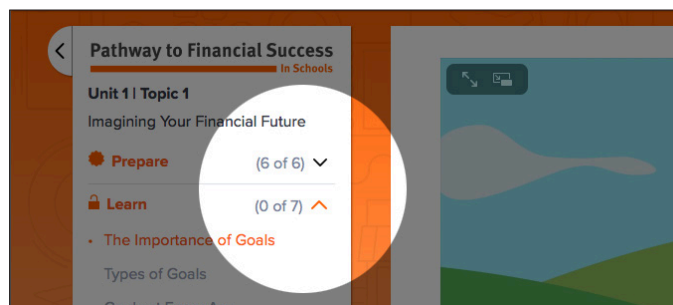 Pathway to Financial Success
In Schools
Unit 1 | Topic 1
Imagining Your Financial Future
Prepare (6 of 6)
Learn (0 of 7)
• The Importance of Goals
Types of Goals